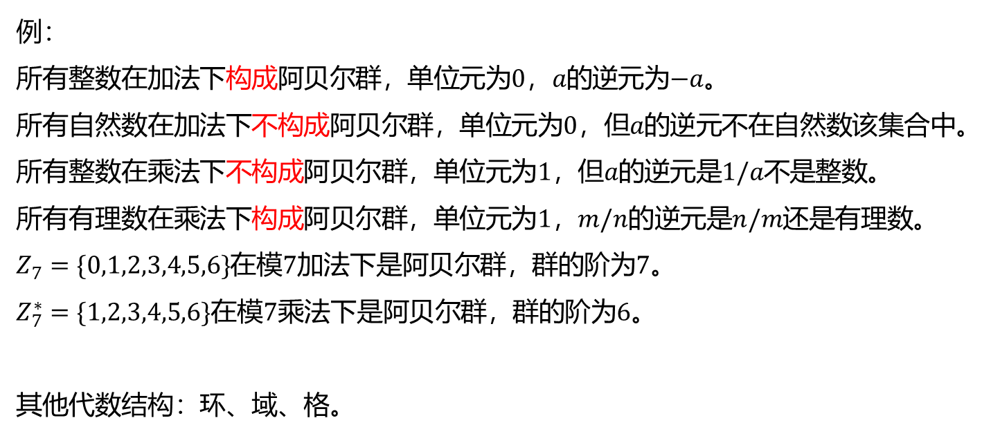 例：
所有整数在加法下构成阿贝尔群，单位元为0，a的逆元为−a。
所有自然数在加法下不构成阿贝尔群，单位元为0，但a的逆元不在自然数该集合中。
所有整数在乘法下不构成阿贝尔群，单位元为1，但a的逆元是1/a不是整数。
所有有理数在乘法下构成阿贝尔群，单位元为1，m/n的逆元是n/m还是有理数。
Z₇ = {0,1,2,3,4,5,6}在模7加法下是阿贝尔群，群的阶为7。
Z₇* = {1,2,3,4,5,6}在模7乘法下是阿贝尔群，群的阶为6。
其他代数结构：环、域、格。